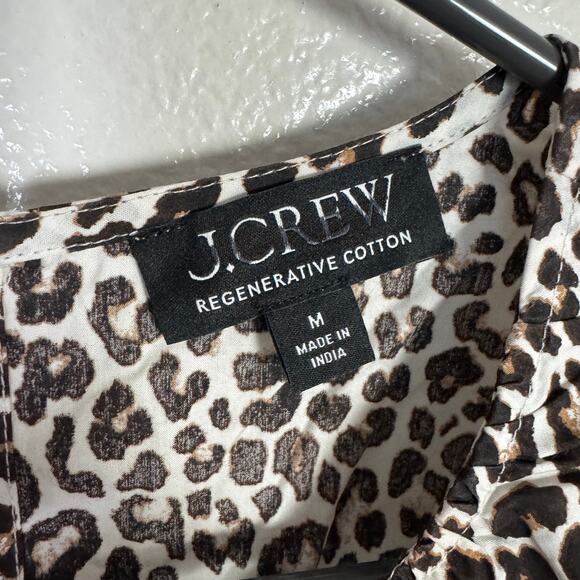 J.CREW
REGENERATIVE COTTON
M
MADE IN
INDIA